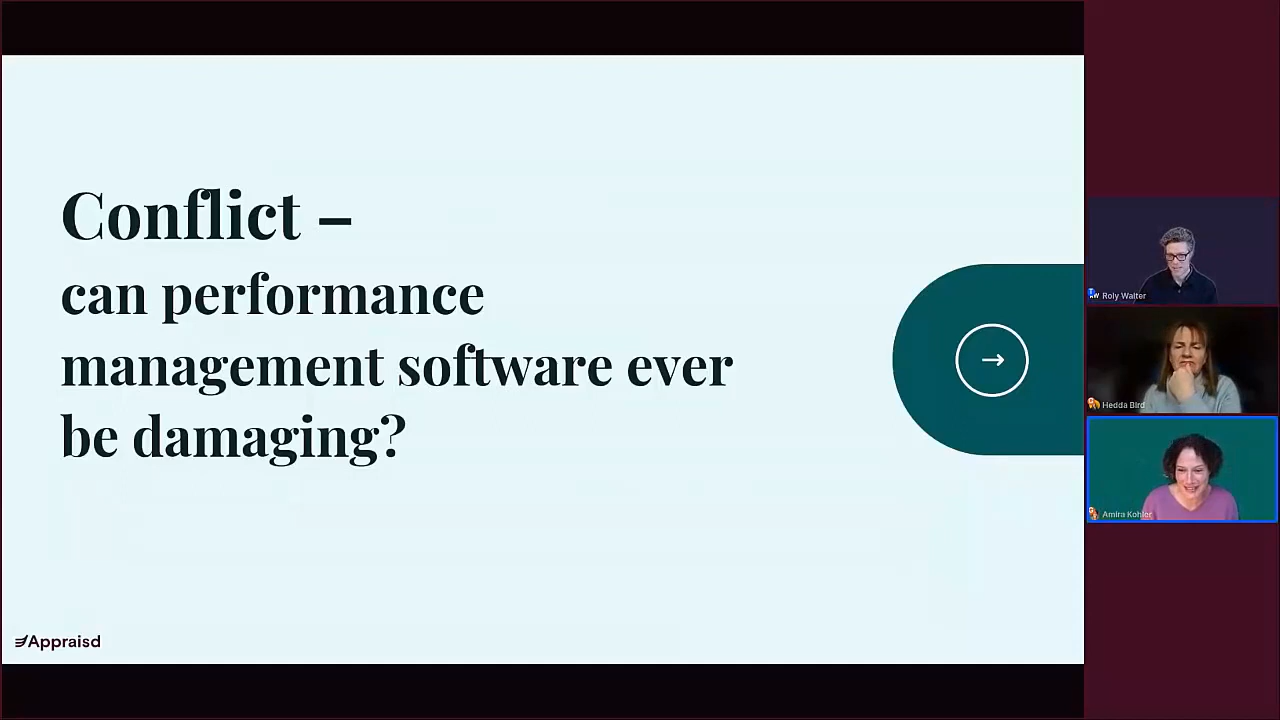 Conflict –
can performance
management software ever
be damaging?
Appraisd
Roly Walter
Hedda Bird
Amira Kohler